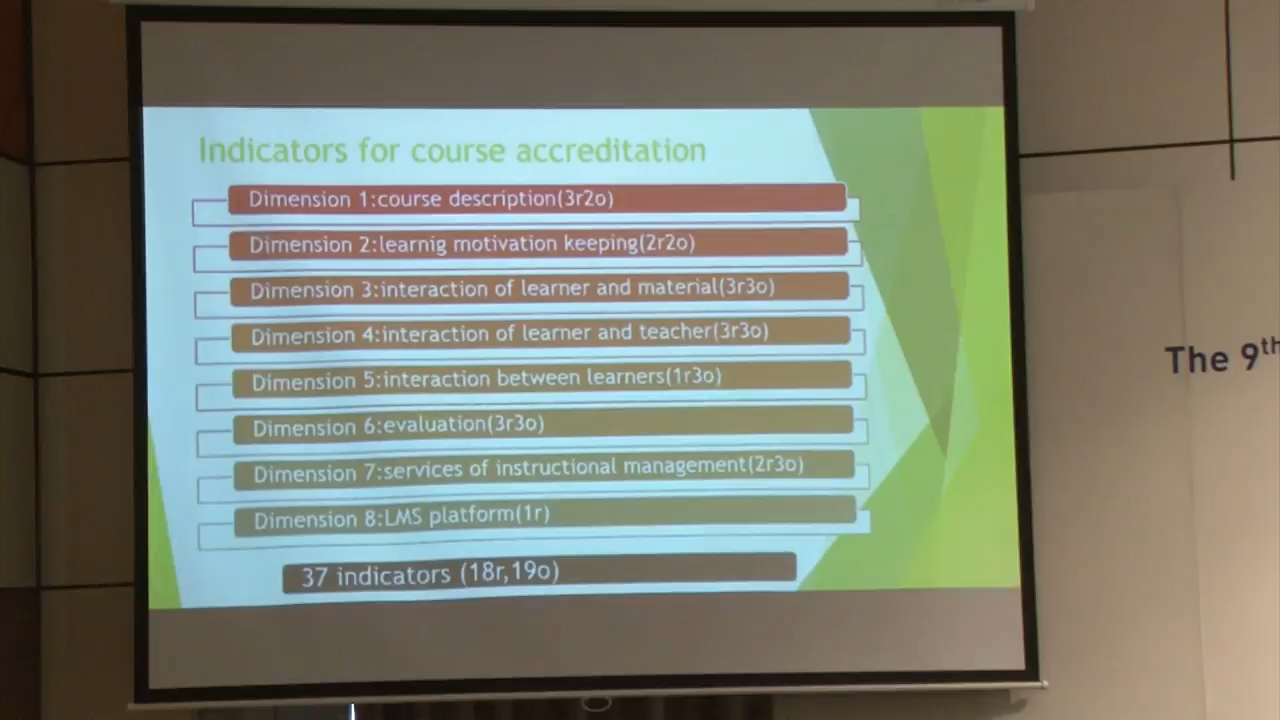 Indicators for course accreditation
Dimension 1:course description(3r2o)
Dimension 2:learnig motivation keeping(2r2o)
Dimension 3:interaction of learner and material(3r3o)
Dimension 4:interaction of learner and teacher(3r3o)
Dimension 5:interaction between learners(1r3o)
Dimension 6:evaluation(3r3o)
Dimension 7:services of instructional management(2r3o)
Dimension 8:LMS platform(1r)
37 indicators (18r,19o)
The 9th